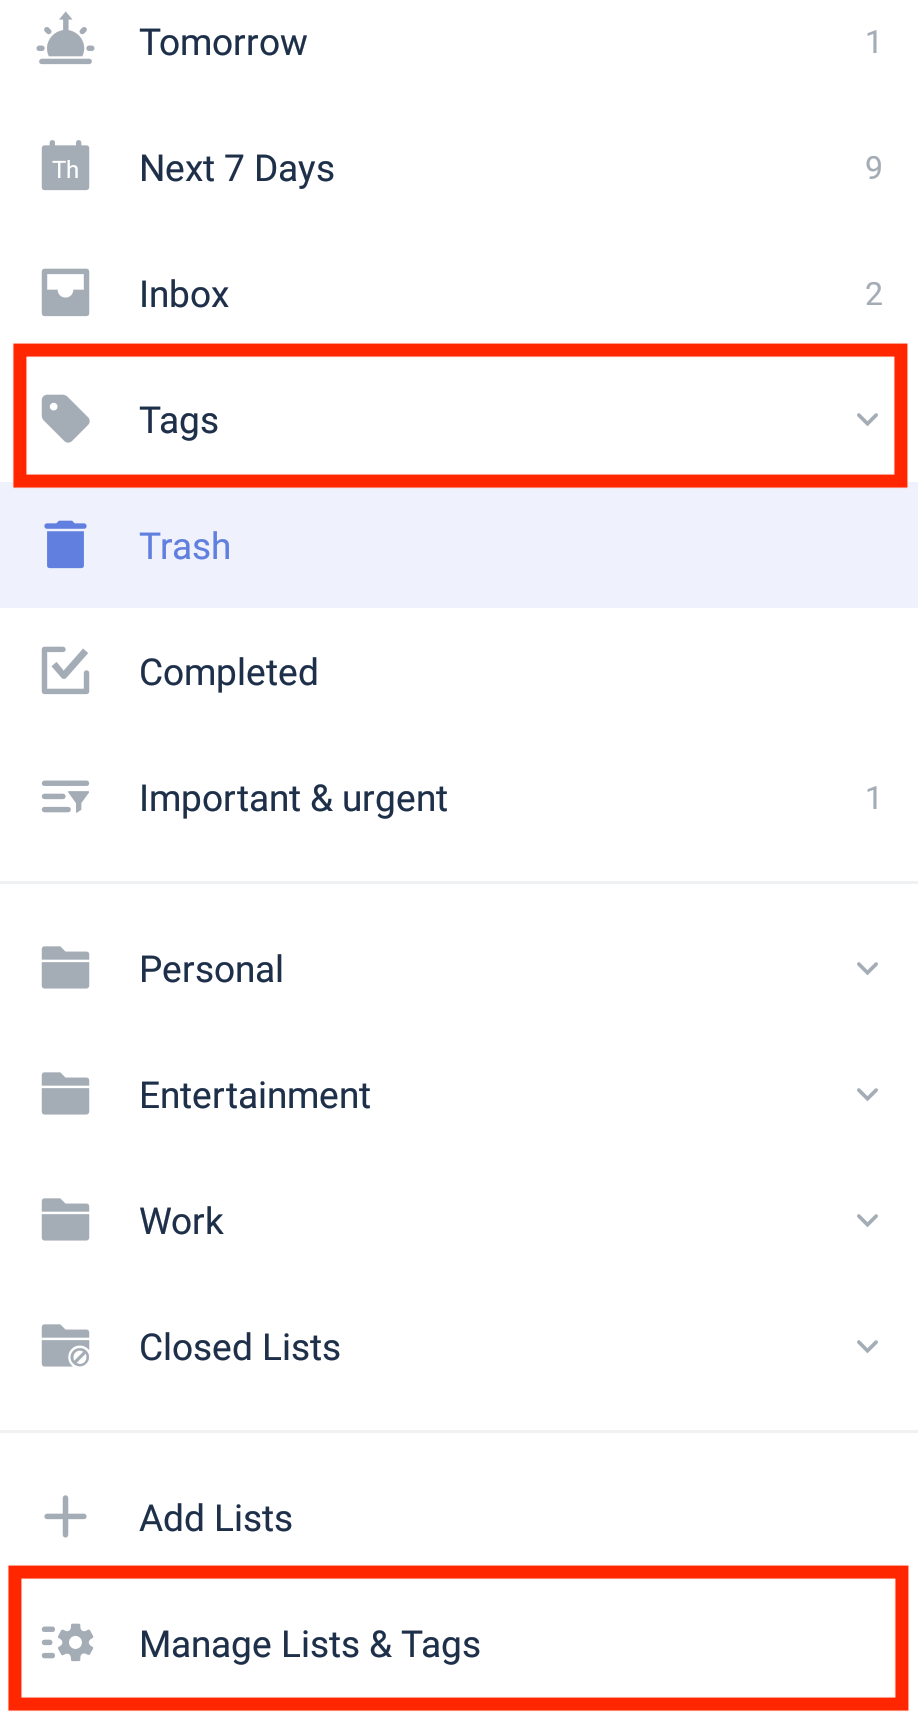 Tomorrow 1
Th Next 7 Days 9
Inbox 2
Tags
Trash
Completed
Important & urgent 1
Personal
Entertainment
Work
Closed Lists
Add Lists
Manage Lists & Tags